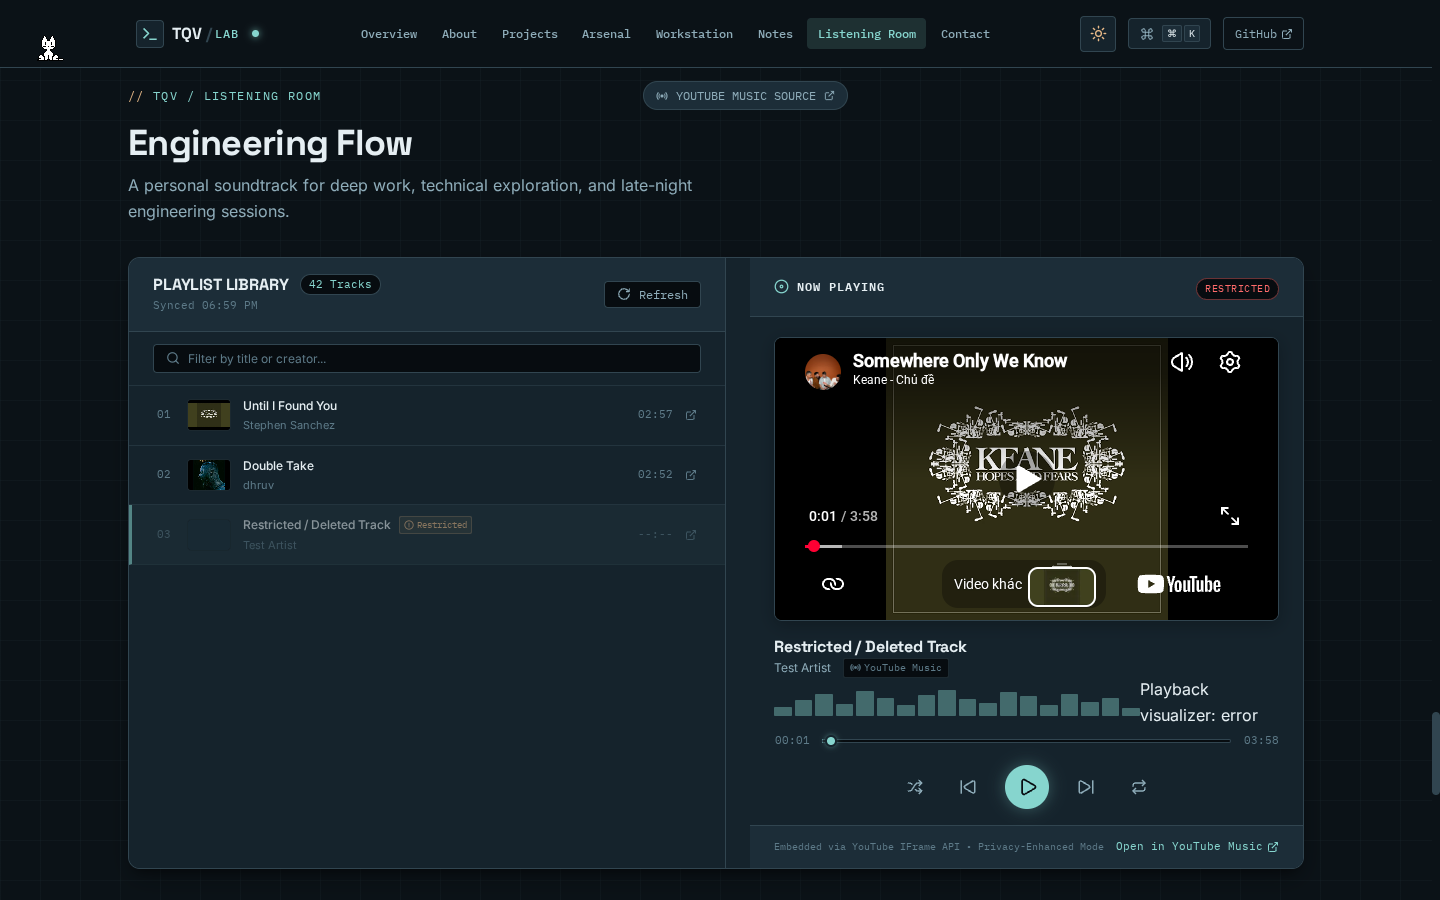 TQV / LAB
Overview About Projects Arsenal Workstation Notes Listening Room Contact
⌘ K
GitHub
// TQV / LISTENING ROOM
YOUTUBE MUSIC SOURCE
Engineering Flow
A personal soundtrack for deep work, technical exploration, and late-night
engineering sessions.
PLAYLIST LIBRARY 42 Tracks
Synced 06:59 PM
Refresh
Filter by title or creator...
01 Until I Found You 02:57
Stephen Sanchez
02 Double Take 02:52
dhruv
03 Restricted / Deleted Track Restricted --:--
Test Artist
NOW PLAYING
RESTRICTED
Somewhere Only We Know
Keane - Chủ đề
KEANE
HOPES AND FEARS
0:01 / 3:58
Video khác
YouTube
Restricted / Deleted Track
Test Artist YouTube Music
Playback
visualizer: error
00:01 03:58
Embedded via YouTube IFrame API • Privacy-Enhanced Mode Open in YouTube Music